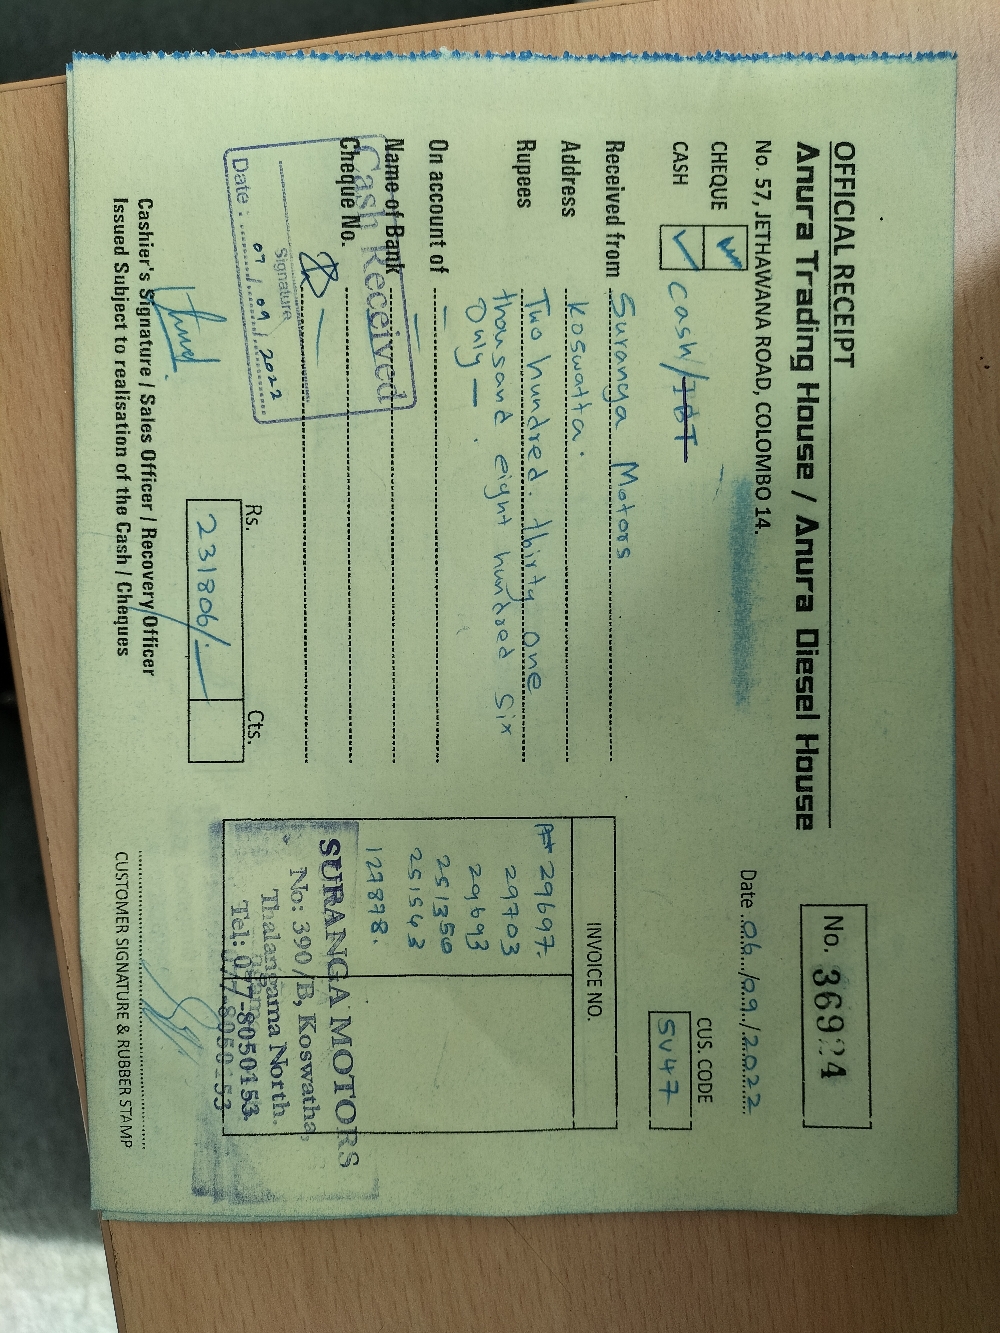 OFFICIAL RECEIPT
Anura Trading House / Anura Diesel House
No. 57, JETHAWANA ROAD, COLOMBO 14.
No. 36924
Date 06/09/2022
CHEQUE
CASH
cash/IBT
CUS. CODE
SV47
Received from Suranga Motors
Address Koswatta.
Rupees Two hundred. thirty one
thousand. eight hundred six
Only —
On account of —
Name of Bank —
Cheque No.
INVOICE NO.
29697.
29703
29693
251350
251543
127878.
Cash Received
Signature
Date : 07/09/2022
Rs.
Cts.
231806/-
SURANGA MOTORS
No: 390/B, Koswatha,
Thalangama North.
Tel: 077-8050153.
077-8050153
Cashier's Signature / Sales Officer / Recovery Officer
Issued Subject to realisation of the Cash / Cheques
CUSTOMER SIGNATURE & RUBBER STAMP